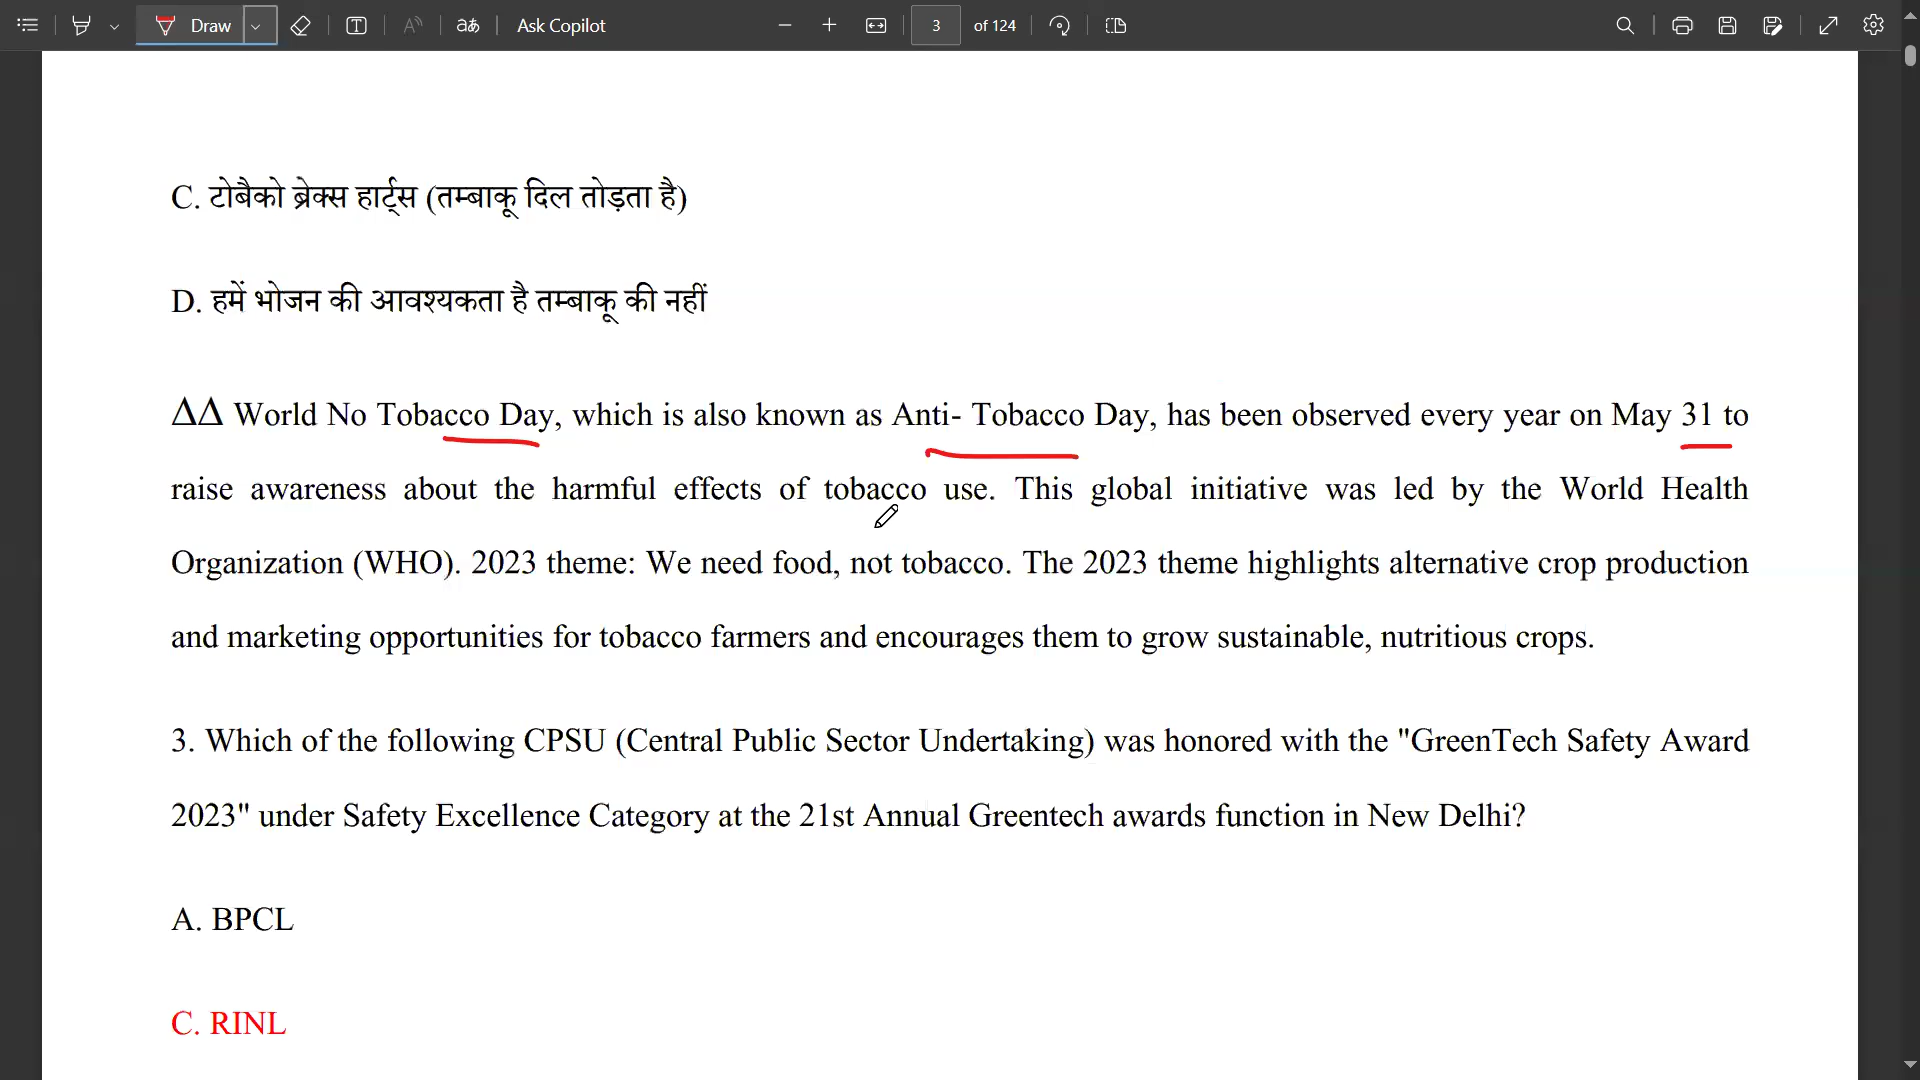 Draw
Ask Copilot
3 of 124
C. टोबैको ब्रेक्स हार्ट्स (तम्बाकू दिल तोड़ता है)
D. हमें भोजन की आवश्यकता है तम्बाकू की नहीं
ΔΔ World No Tobacco Day, which is also known as Anti- Tobacco Day, has been observed every year on May 31 to
raise awareness about the harmful effects of tobacco use. This global initiative was led by the World Health
Organization (WHO). 2023 theme: We need food, not tobacco. The 2023 theme highlights alternative crop production
and marketing opportunities for tobacco farmers and encourages them to grow sustainable, nutritious crops.
3. Which of the following CPSU (Central Public Sector Undertaking) was honored with the "GreenTech Safety Award
2023" under Safety Excellence Category at the 21st Annual Greentech awards function in New Delhi?
A. BPCL
C. RINL